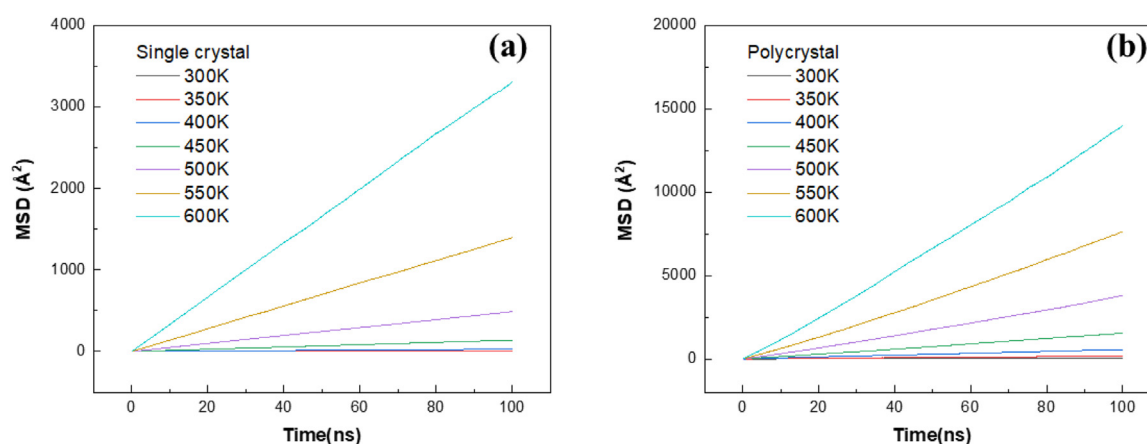 (a)
Single crystal
300K
350K
400K
450K
500K
550K
600K
4000
3000
2000
1000
0
MSD (Å²)
0 20 40 60 80 100
Time(ns)
(b)
Polycrystal
300K
350K
400K
450K
500K
550K
600K
20000
15000
10000
5000
0
MSD (Å²)
0 20 40 60 80 100
Time(ns)